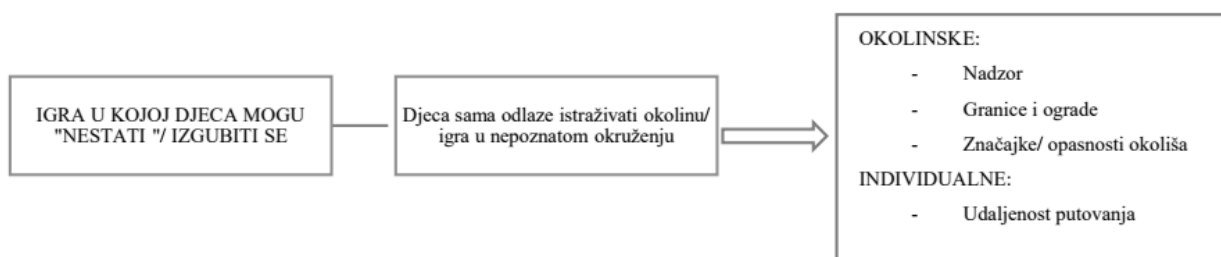 IGRA U KOJOJ DJECA MOGU
"NESTATI "/ IZGUBITI SE
Djeca sama odlaze istraživati okolinu/
igra u nepoznatom okruženju
OKOLINSKE:
- Nadzor
- Granice i ograde
- Značajke/ opasnosti okoliša
INDIVIDUALNE:
- Udaljenost putovanja